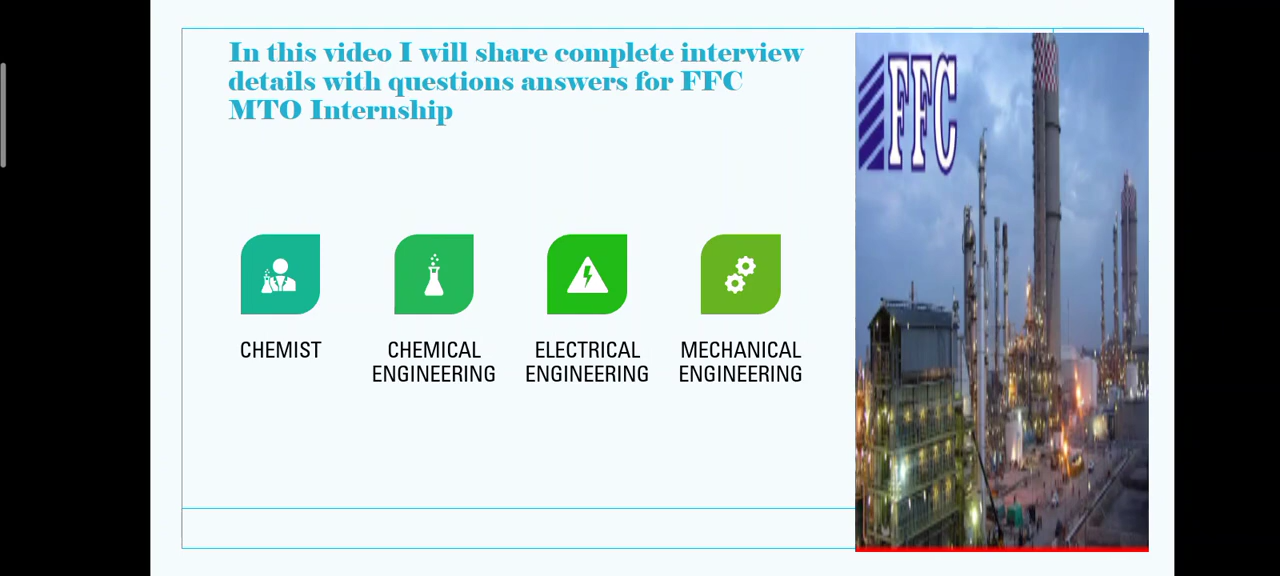 In this video I will share complete interview
details with questions answers for FFC
MTO Internship
FFC
CHEMIST
CHEMICAL
ENGINEERING
ELECTRICAL
ENGINEERING
MECHANICAL
ENGINEERING